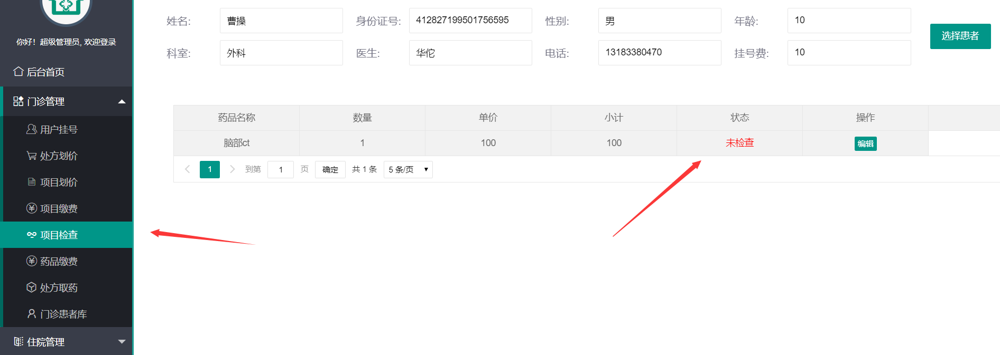 你好！超级管理员, 欢迎登录
后台首页
门诊管理
用户挂号
处方划价
项目划价
项目缴费
项目检查
药品缴费
处方取药
门诊患者库
住院管理
姓名: 曹操 身份证号: 412827199501756595 性别: 男 年龄: 10
选择患者
科室: 外科 医生: 华佗 电话: 13183380470 挂号费: 10
药品名称 数量 单价 小计 状态 操作
脑部ct 1 100 100 未检查 编辑
1 到第 1 页 确定 共 1 条 5 条/页